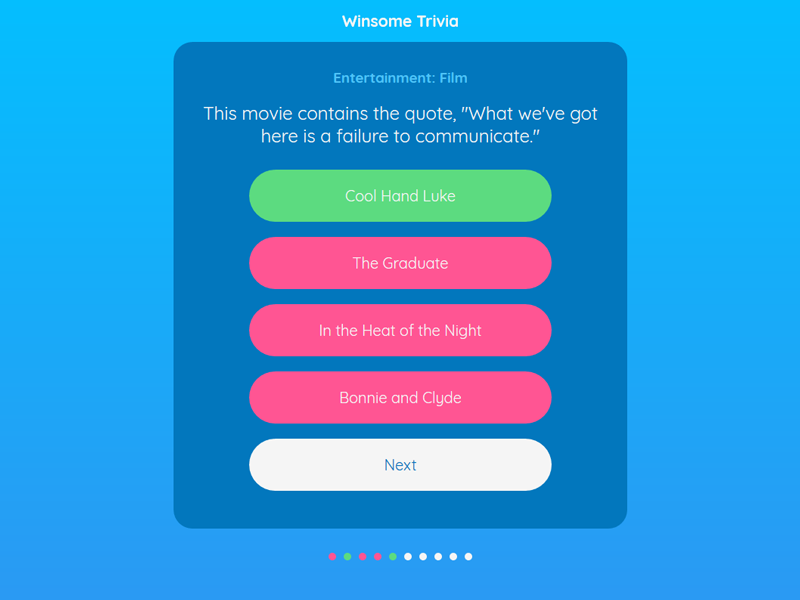 Winsome Trivia
Entertainment: Film
This movie contains the quote, "What we've got
here is a failure to communicate."
Cool Hand Luke
The Graduate
In the Heat of the Night
Bonnie and Clyde
Next